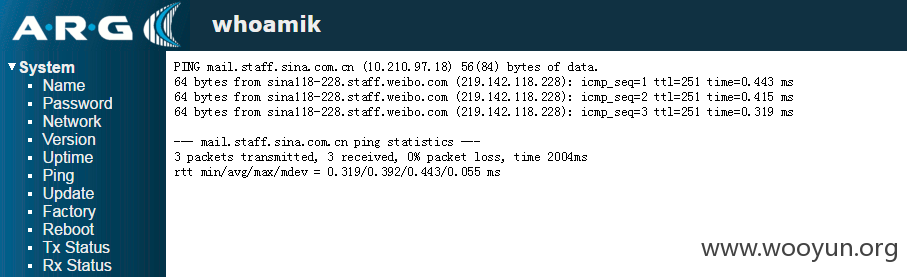 A·R·G
whoamik
System
Name
Password
Network
Version
Uptime
Ping
Update
Factory
Reboot
Tx Status
Rx Status
PING mail.staff.sina.com.cn (10.210.97.18) 56(84) bytes of data.
64 bytes from sina118-228.staff.weibo.com (219.142.118.228): icmp_seq=1 ttl=251 time=0.443 ms
64 bytes from sina118-228.staff.weibo.com (219.142.118.228): icmp_seq=2 ttl=251 time=0.415 ms
64 bytes from sina118-228.staff.weibo.com (219.142.118.228): icmp_seq=3 ttl=251 time=0.319 ms
--- mail.staff.sina.com.cn ping statistics ---
3 packets transmitted, 3 received, 0% packet loss, time 2004ms
rtt min/avg/max/mdev = 0.319/0.392/0.443/0.055 ms
www.wooyun.org